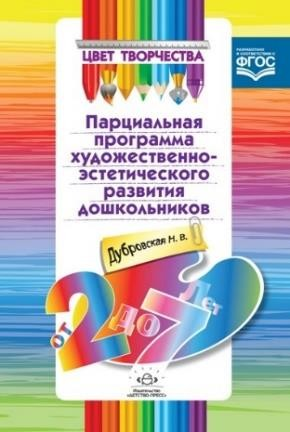 ЦВЕТ ТВОРЧЕСТВА
РАЗРАБОТАНО
В СООТВЕТСТВИИ С
ФГОС
Парциальная
программа
художественно-
эстетического
развития
дошкольников
Дубровская Н. В.
от 2 до 7 лет
Издательство
«ДЕТСТВО-ПРЕСС»